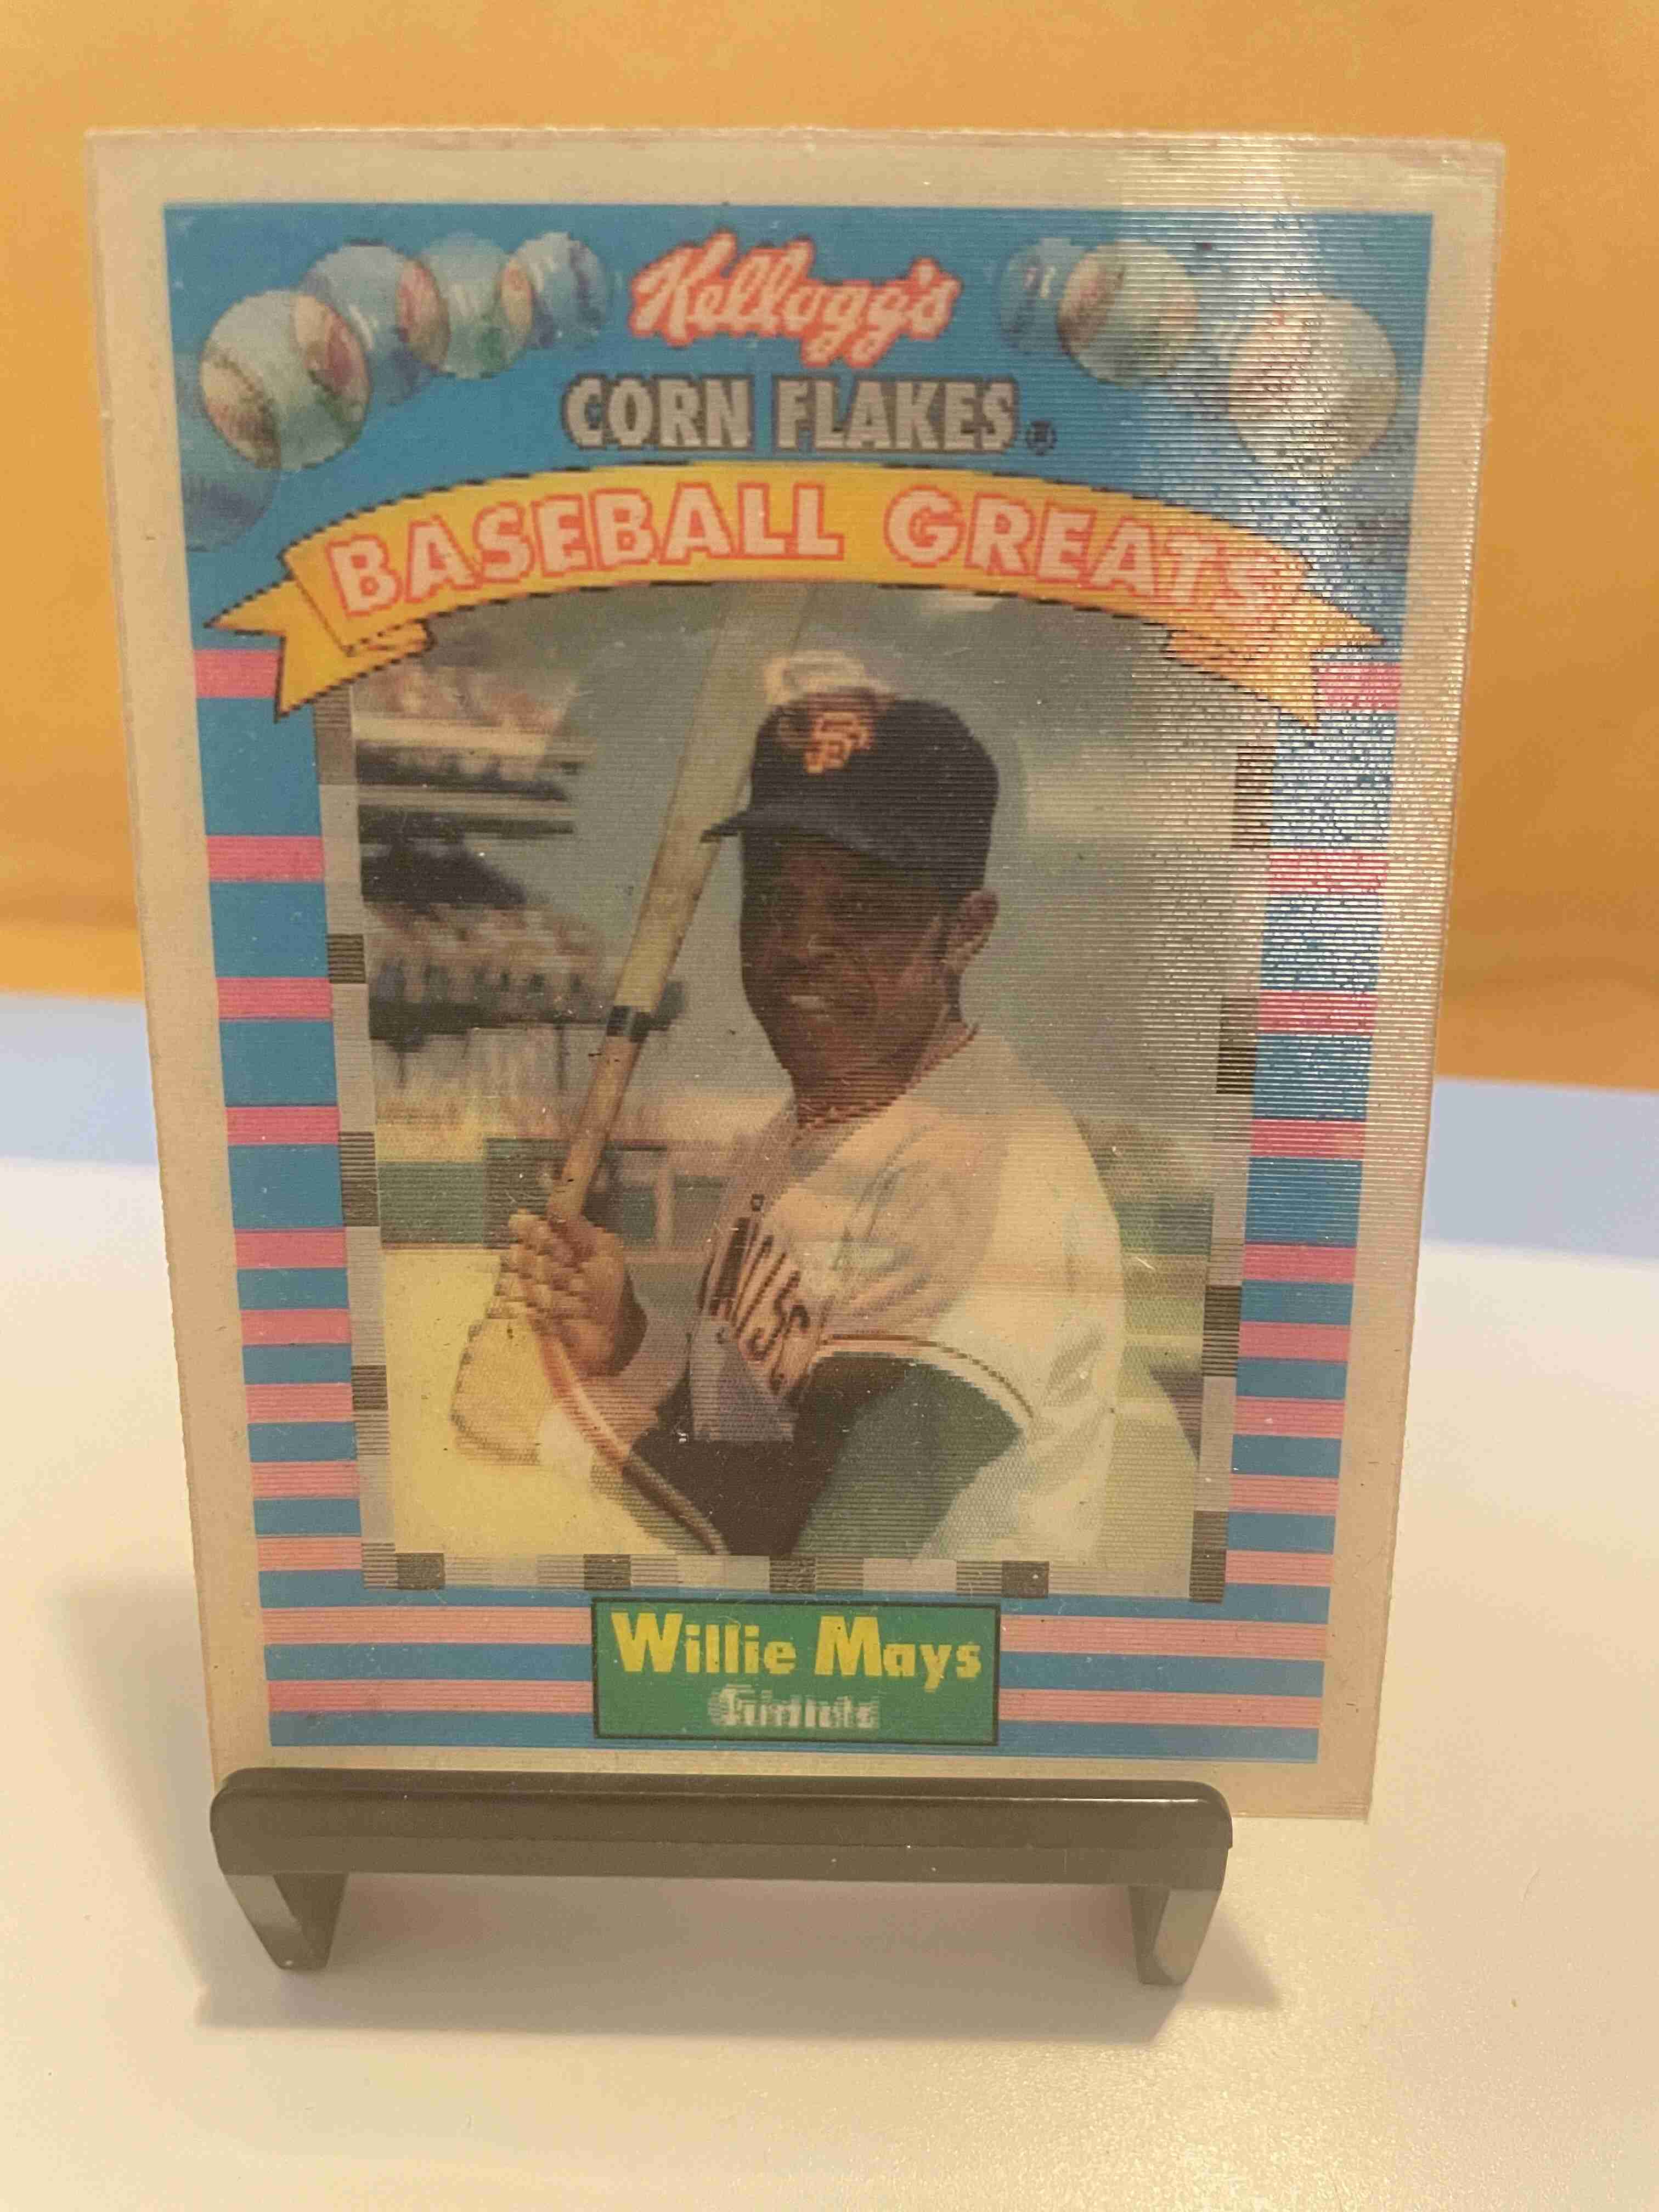 Kellogg's
CORN FLAKES®
BASEBALL GREATS
SF
Willie Mays